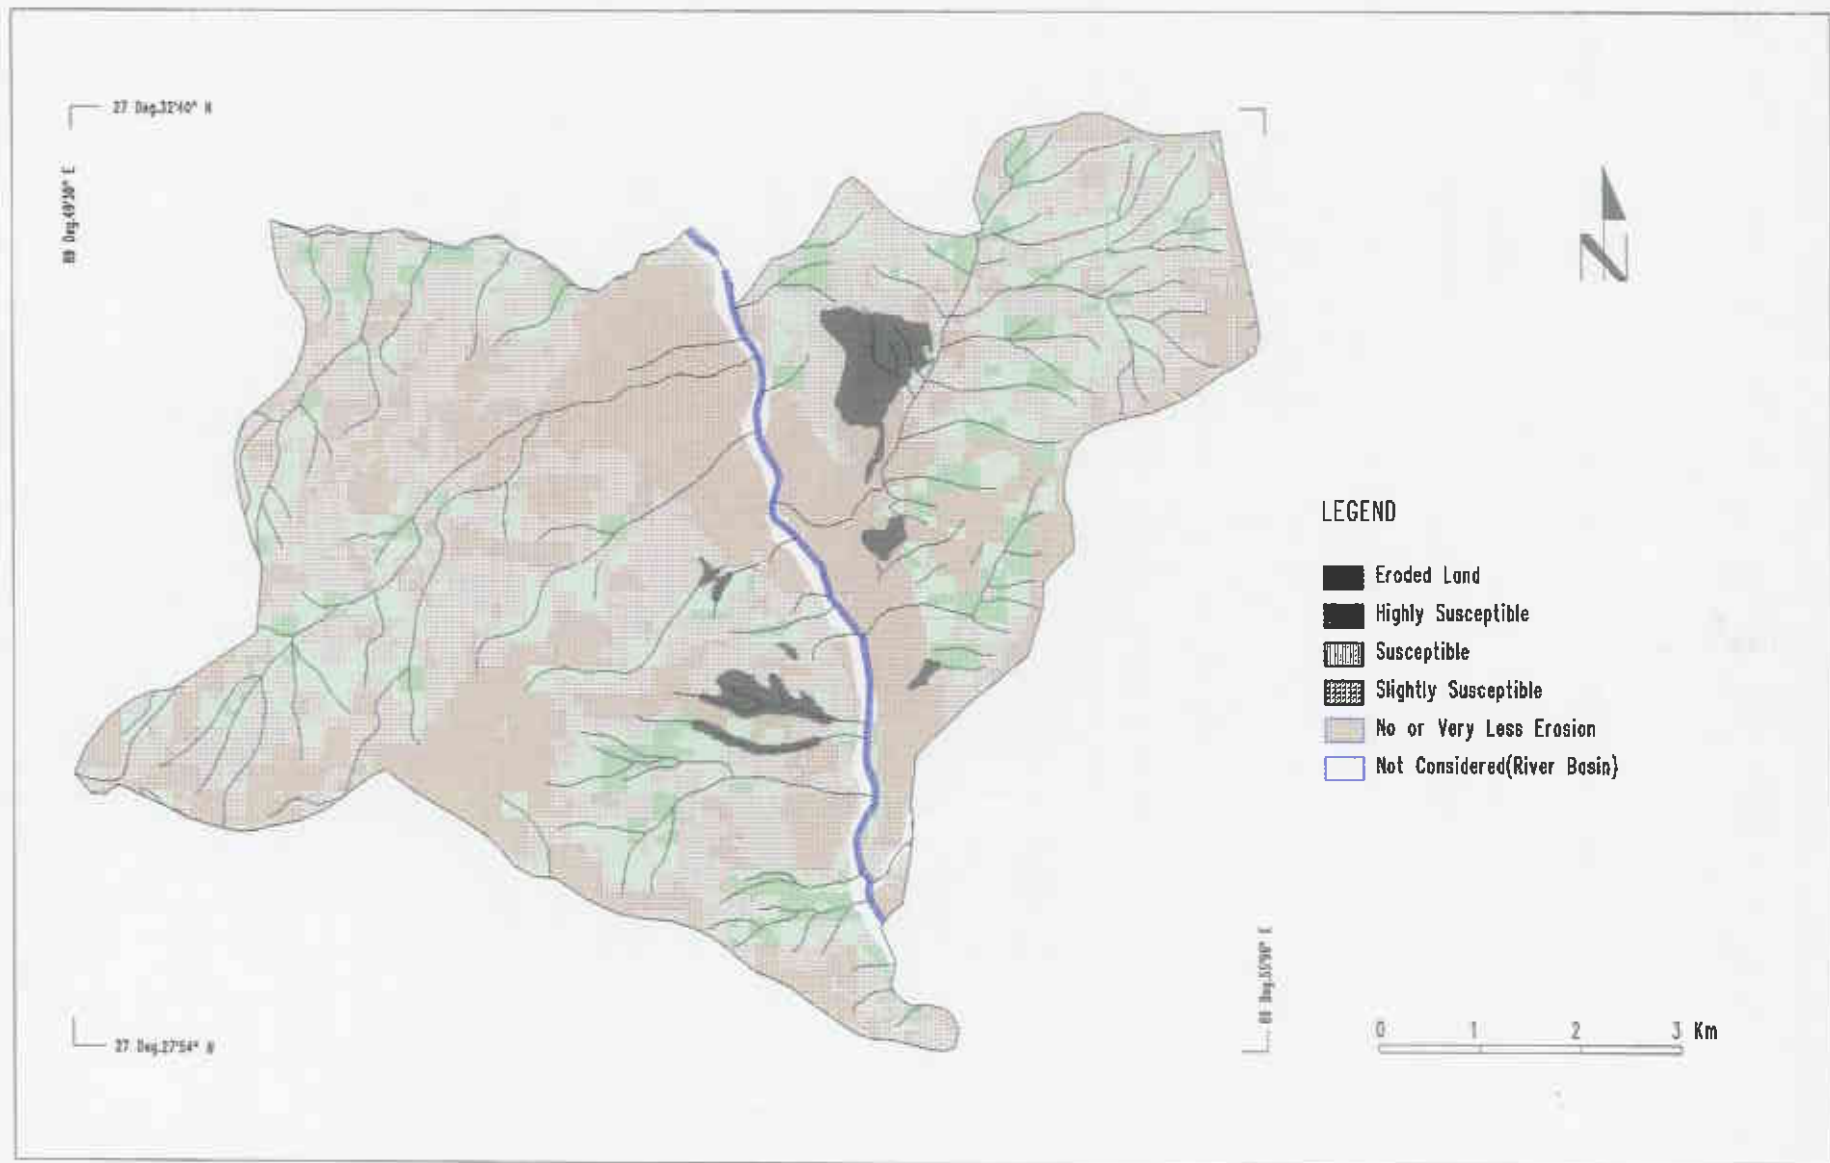 27 Deg.32'40" N
N
LEGEND
Eroded Land
Highly Susceptible
Susceptible
Slightly Susceptible
No or Very Less Erosion
Not Considered(River Basin)
27 Deg.27'54" N
0 1 2 3 Km